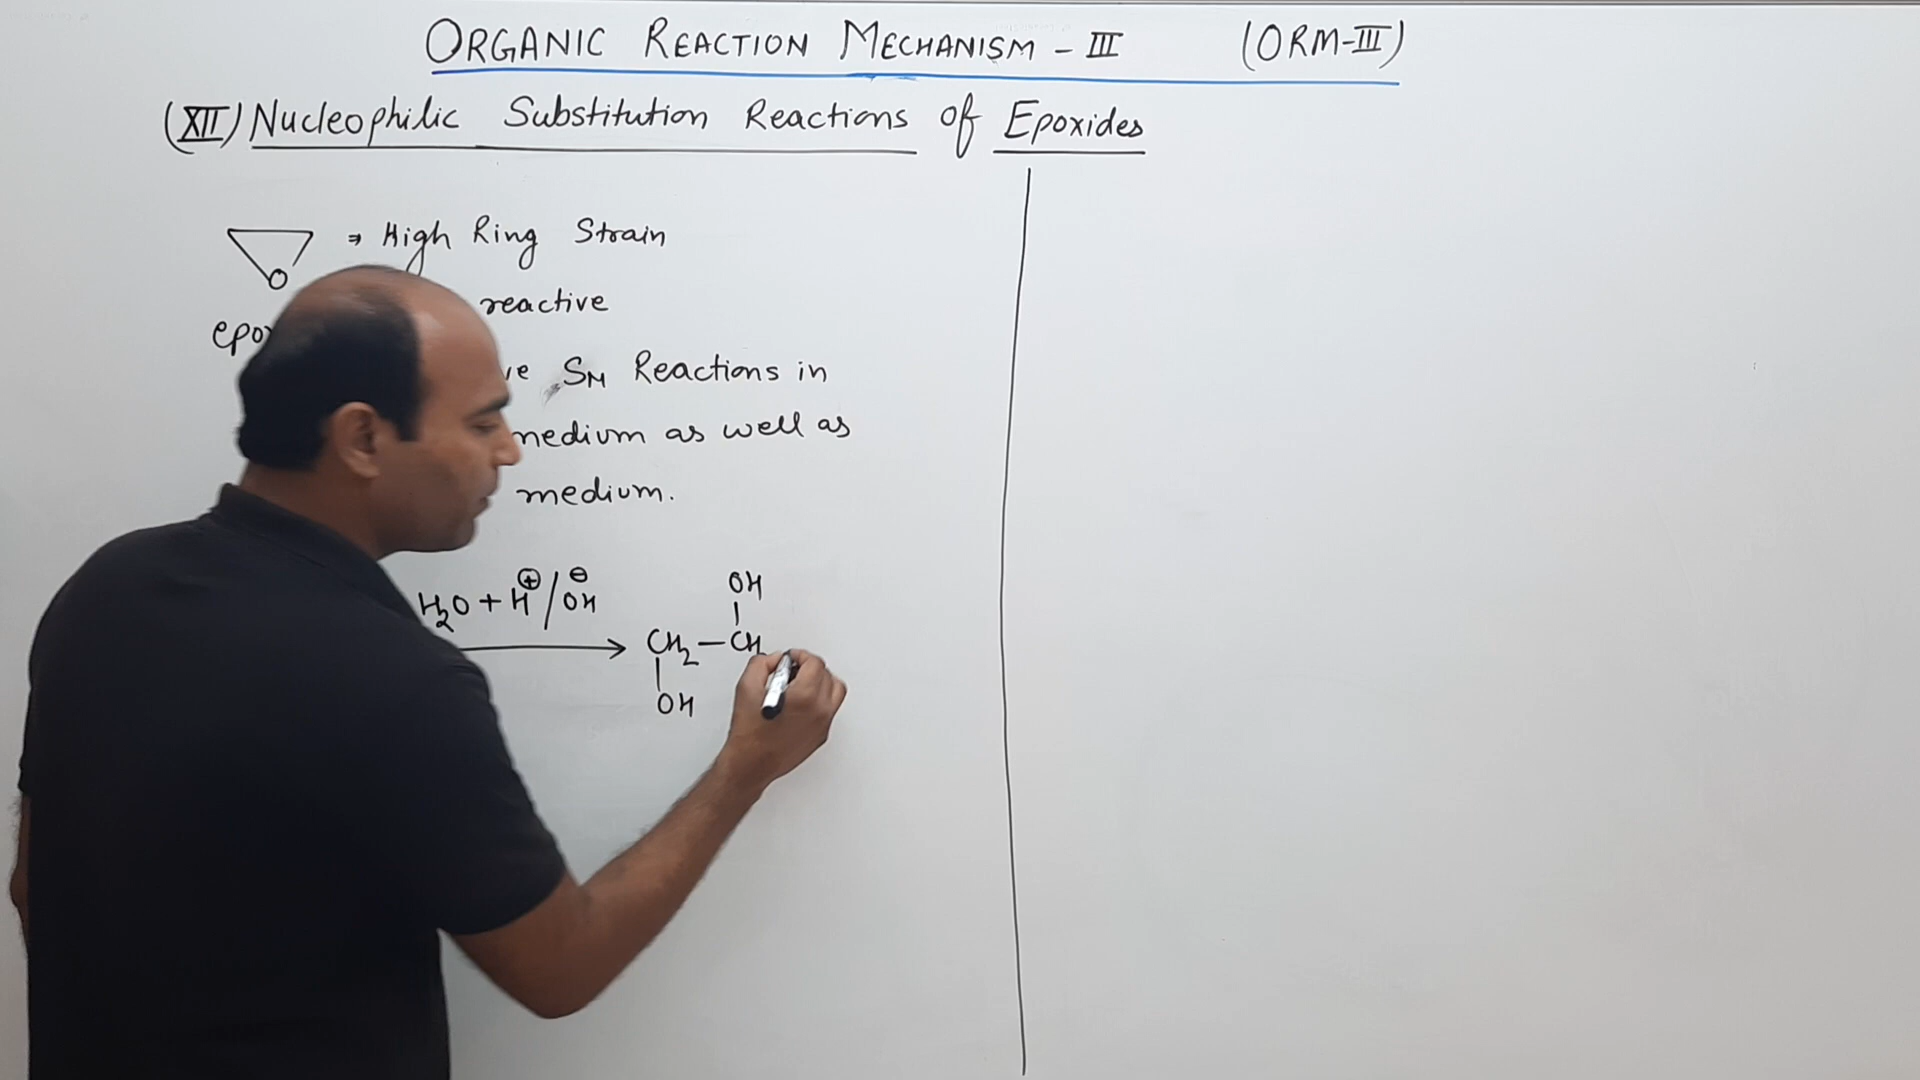 ORGANIC REACTION MECHANISM - III (ORM-III)
(XII) Nucleophilic Substitution Reactions of Epoxides
⇒ High Ring Strain
O
reactive
SN Reactions in
medium as well as
medium.
H2O + H⊕ / OH⊖
OH
CH2 — CH
OH